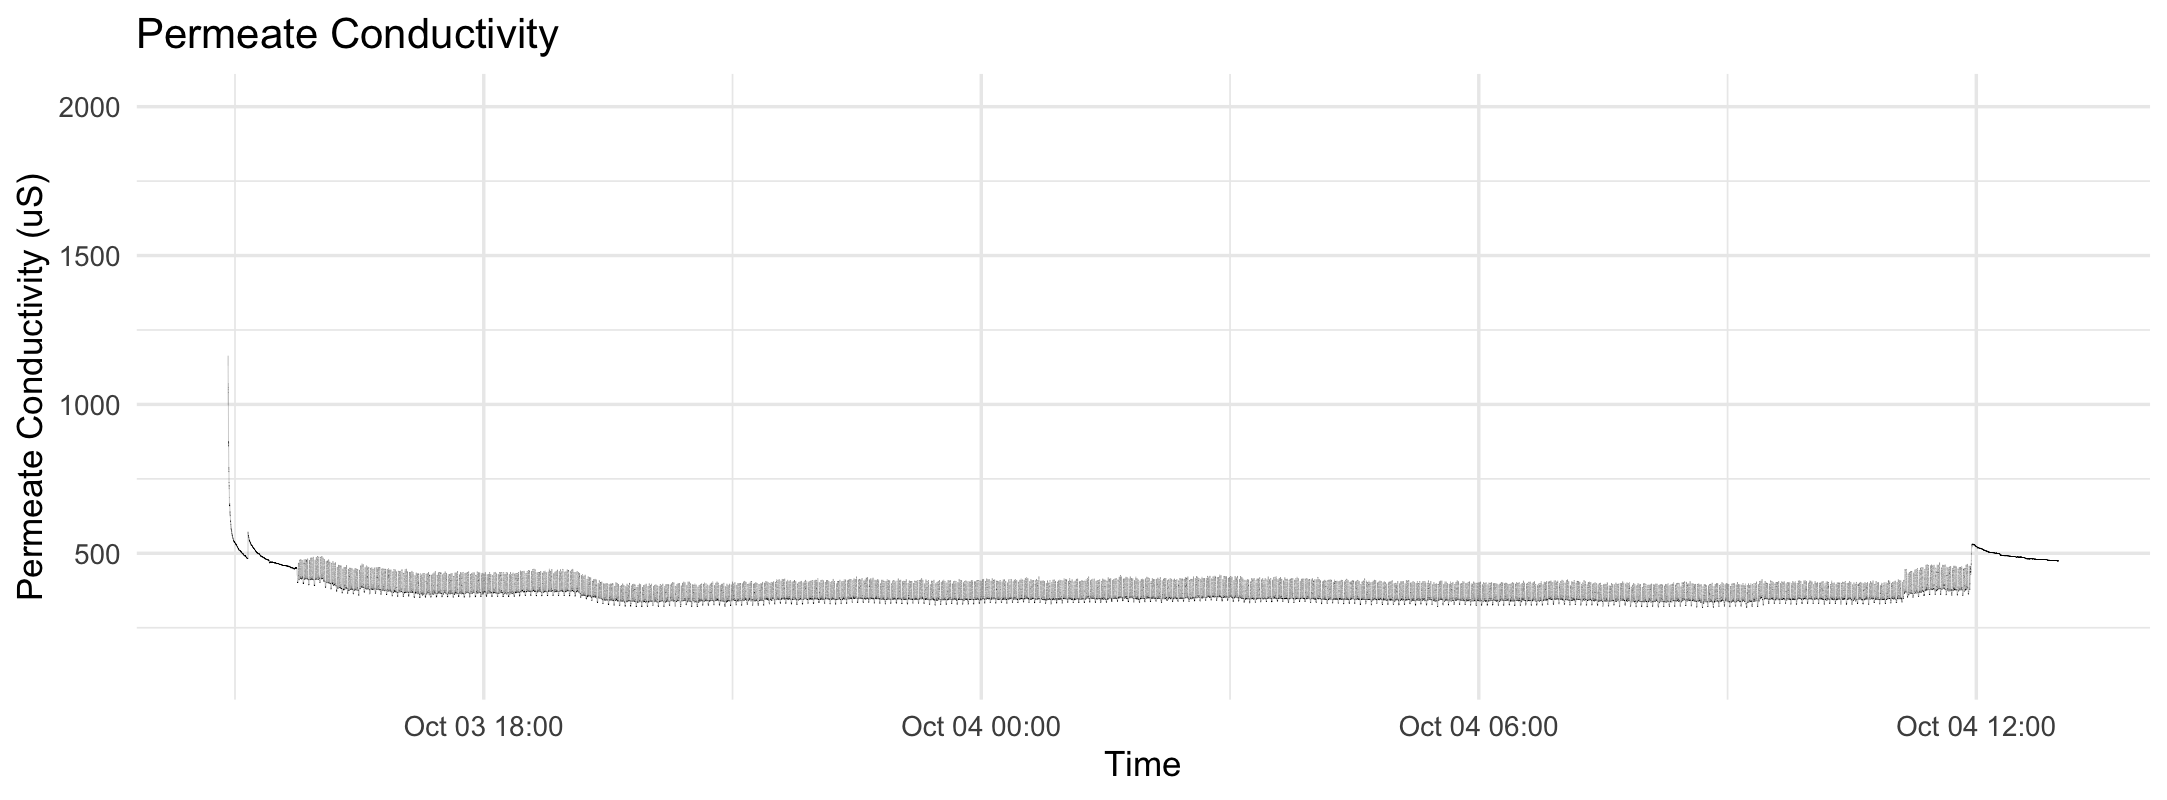 Permeate Conductivity
Permeate Conductivity (uS)
2000
1500
1000
500
Oct 03 18:00
Oct 04 00:00
Oct 04 06:00
Oct 04 12:00
Time